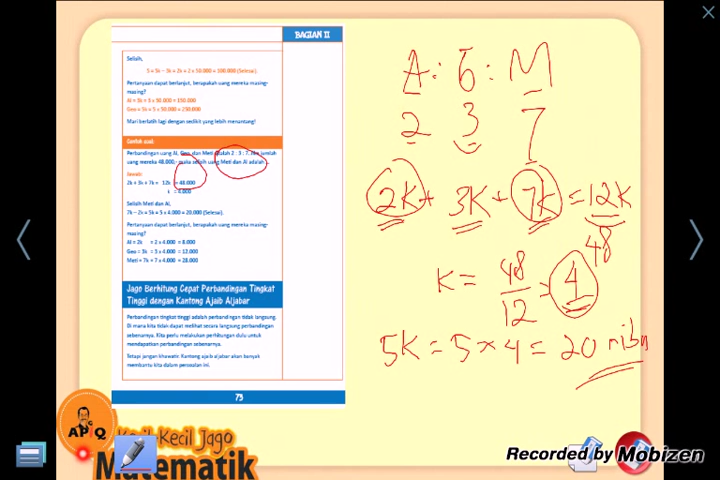 BAGIAN II
Selisih,
5 + 5k – 3k = 2k = 2 x 50.000 = 100.000 (Selesai).
Pertanyaan dapat berlanjut, berapakah uang mereka masing-
masing?
Al = 3k = 3 x 50.000 = 150.000
Geo = 5k = 5 x 50.000 = 250.000
Mari berlatih lagi dengan sedikit yang lebih menantang!
Contoh soal:
Perbandingan uang Al, Geo, dan Meti adalah 2 : 3 : 7. Jika jumlah
uang mereka 48.000,- maka selisih uang Meti dan Al adalah
Jawab:
2k + 3k + 7k = 12k = 48.000
k = 4.000
Selisih Meti dan Al,
7k – 2k = 5k = 5 x 4.000 = 20.000 (Selesai).
Pertanyaan dapat berlanjut, berapakah uang mereka masing-
masing?
Al = 2k = 2 x 4.000 = 8.000
Geo = 3k = 3 x 4.000 = 12.000
Meti = 7k = 7 x 4.000 = 28.000
Jago Berhitung Cepat Perbandingan Tingkat
Tinggi dengan Kantong Ajaib Aljabar
Perbandingan tingkat tinggi adalah perbandingan tidak langsung.
Di mana kita tidak dapat melihat secara langsung perbandingan
sebenarnya. Kita perlu melakukan perhitungan dulu untuk
mendapatkan perbandingan sebenarnya.
Tetapi jangan khawatir. Kantong ajaib aljabar akan banyak
membantu kita dalam persoalan ini.
73
A : G : M
2 3 7
2K + 3K + 7K = 12K
48
K = 48/12 = 4
5K = 5 × 4 = 20 ribu
APIQ
Kecil-Kecil Jago
Matematik
Recorded by Mobizen